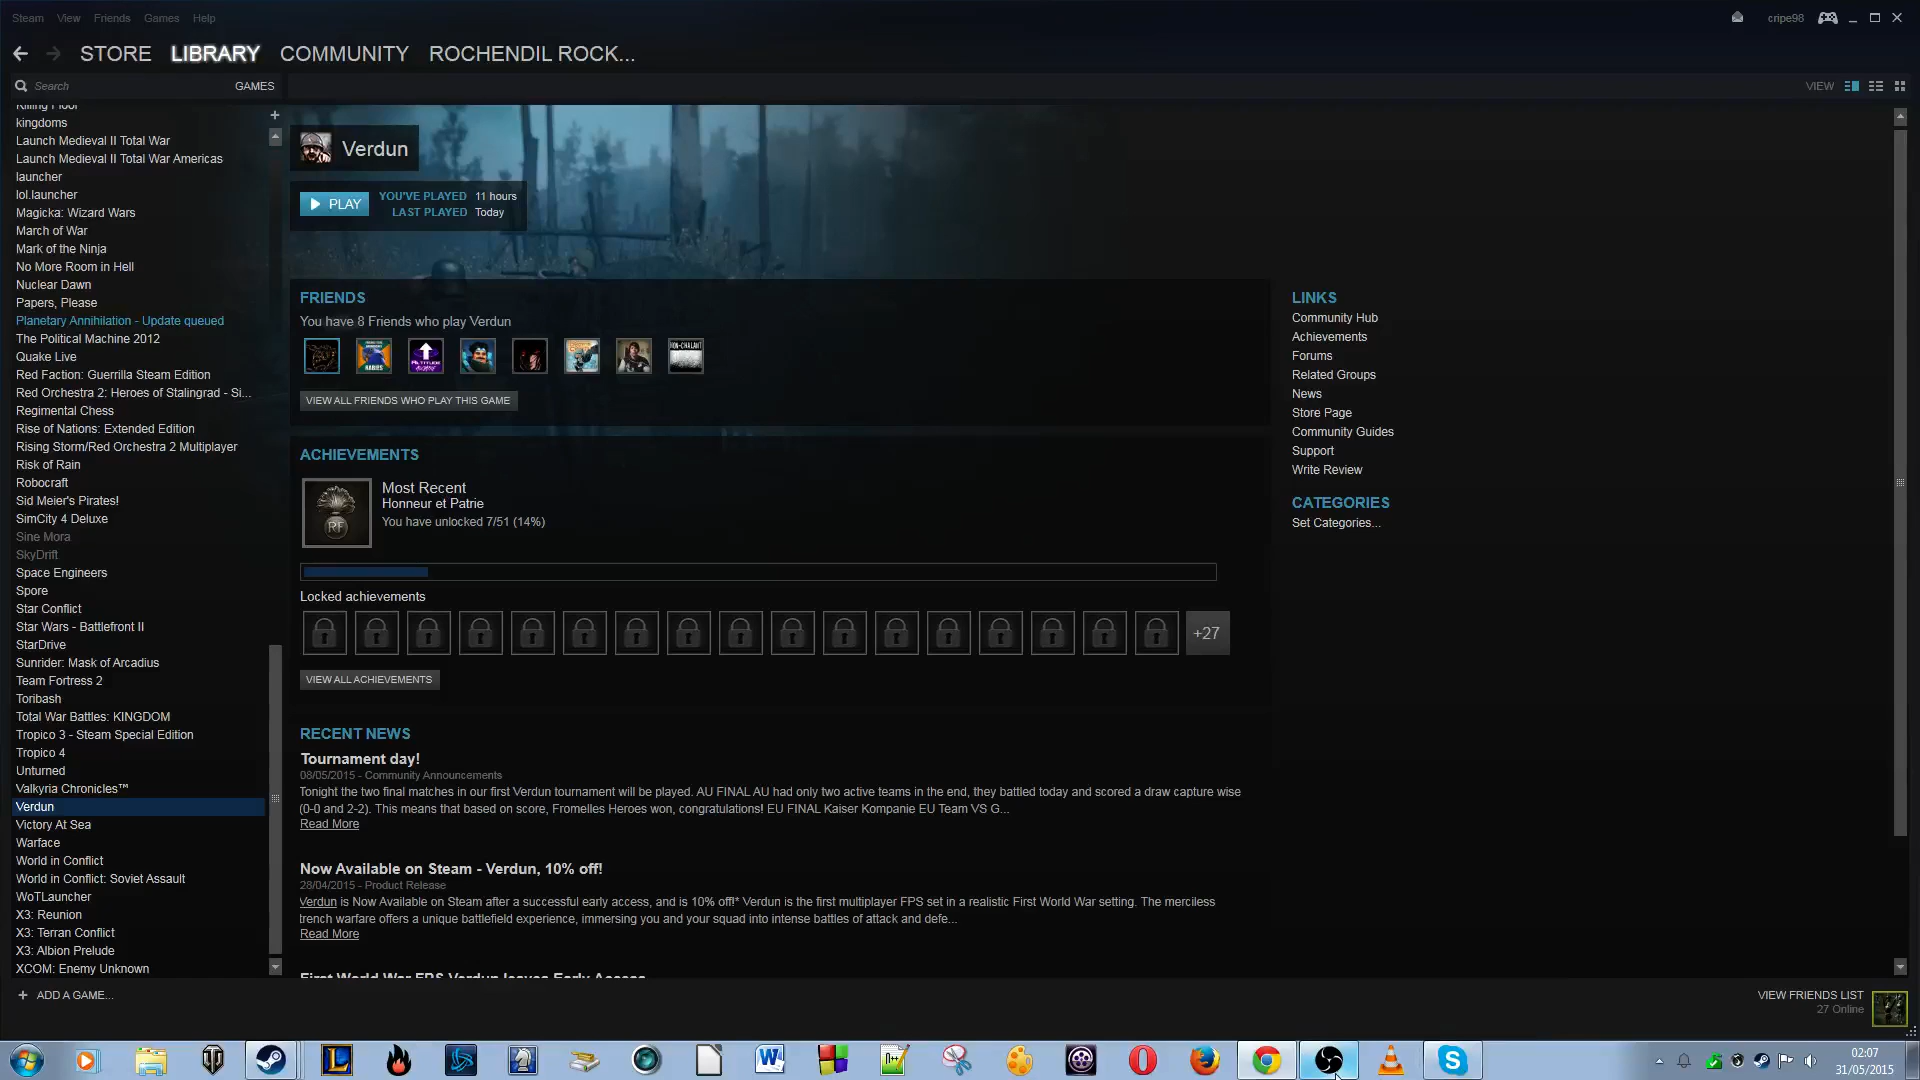 Steam View Friends Games Help
cripe98
STORE LIBRARY COMMUNITY ROCHENDIL ROCK...
Search GAMES
VIEW
Killing Floor
kingdoms
Launch Medieval II Total War
Launch Medieval II Total War Americas
launcher
lol.launcher
Magicka: Wizard Wars
March of War
Mark of the Ninja
No More Room in Hell
Nuclear Dawn
Papers, Please
Planetary Annihilation - Update queued
The Political Machine 2012
Quake Live
Red Faction: Guerrilla Steam Edition
Red Orchestra 2: Heroes of Stalingrad - Si...
Regimental Chess
Rise of Nations: Extended Edition
Rising Storm/Red Orchestra 2 Multiplayer
Risk of Rain
Robocraft
Sid Meier's Pirates!
SimCity 4 Deluxe
Sine Mora
SkyDrift
Space Engineers
Spore
Star Conflict
Star Wars - Battlefront II
StarDrive
Sunrider: Mask of Arcadius
Team Fortress 2
Toribash
Total War Battles: KINGDOM
Tropico 3 - Steam Special Edition
Tropico 4
Unturned
Valkyria Chronicles™
Verdun
Victory At Sea
Warface
World in Conflict
World in Conflict: Soviet Assault
WoTLauncher
X3: Reunion
X3: Terran Conflict
X3: Albion Prelude
XCOM: Enemy Unknown
+ ADD A GAME...
Verdun
PLAY
YOU'VE PLAYED 11 hours
LAST PLAYED Today
FRIENDS
You have 8 Friends who play Verdun
VIEW ALL FRIENDS WHO PLAY THIS GAME
ACHIEVEMENTS
RF
Most Recent
Honneur et Patrie
You have unlocked 7/51 (14%)
Locked achievements
+27
VIEW ALL ACHIEVEMENTS
RECENT NEWS
Tournament day!
08/05/2015 - Community Announcements
Tonight the two final matches in our first Verdun tournament will be played. AU FINAL AU had only two active teams in the end, they battled today and scored a draw capture wise
(0-0 and 2-2). This means that based on score, Fromelles Heroes won, congratulations! EU FINAL Kaiser Kompanie EU Team VS G...
Read More
Now Available on Steam - Verdun, 10% off!
28/04/2015 - Product Release
Verdun is Now Available on Steam after a successful early access, and is 10% off!* Verdun is the first multiplayer FPS set in a realistic First World War setting. The merciless
trench warfare offers a unique battlefield experience, immersing you and your squad into intense battles of attack and defe...
Read More
First World War FPS Verdun leaves Early Access
LINKS
Community Hub
Achievements
Forums
Related Groups
News
Store Page
Community Guides
Support
Write Review
CATEGORIES
Set Categories...
VIEW FRIENDS LIST
27 Online
02:07
31/05/2015